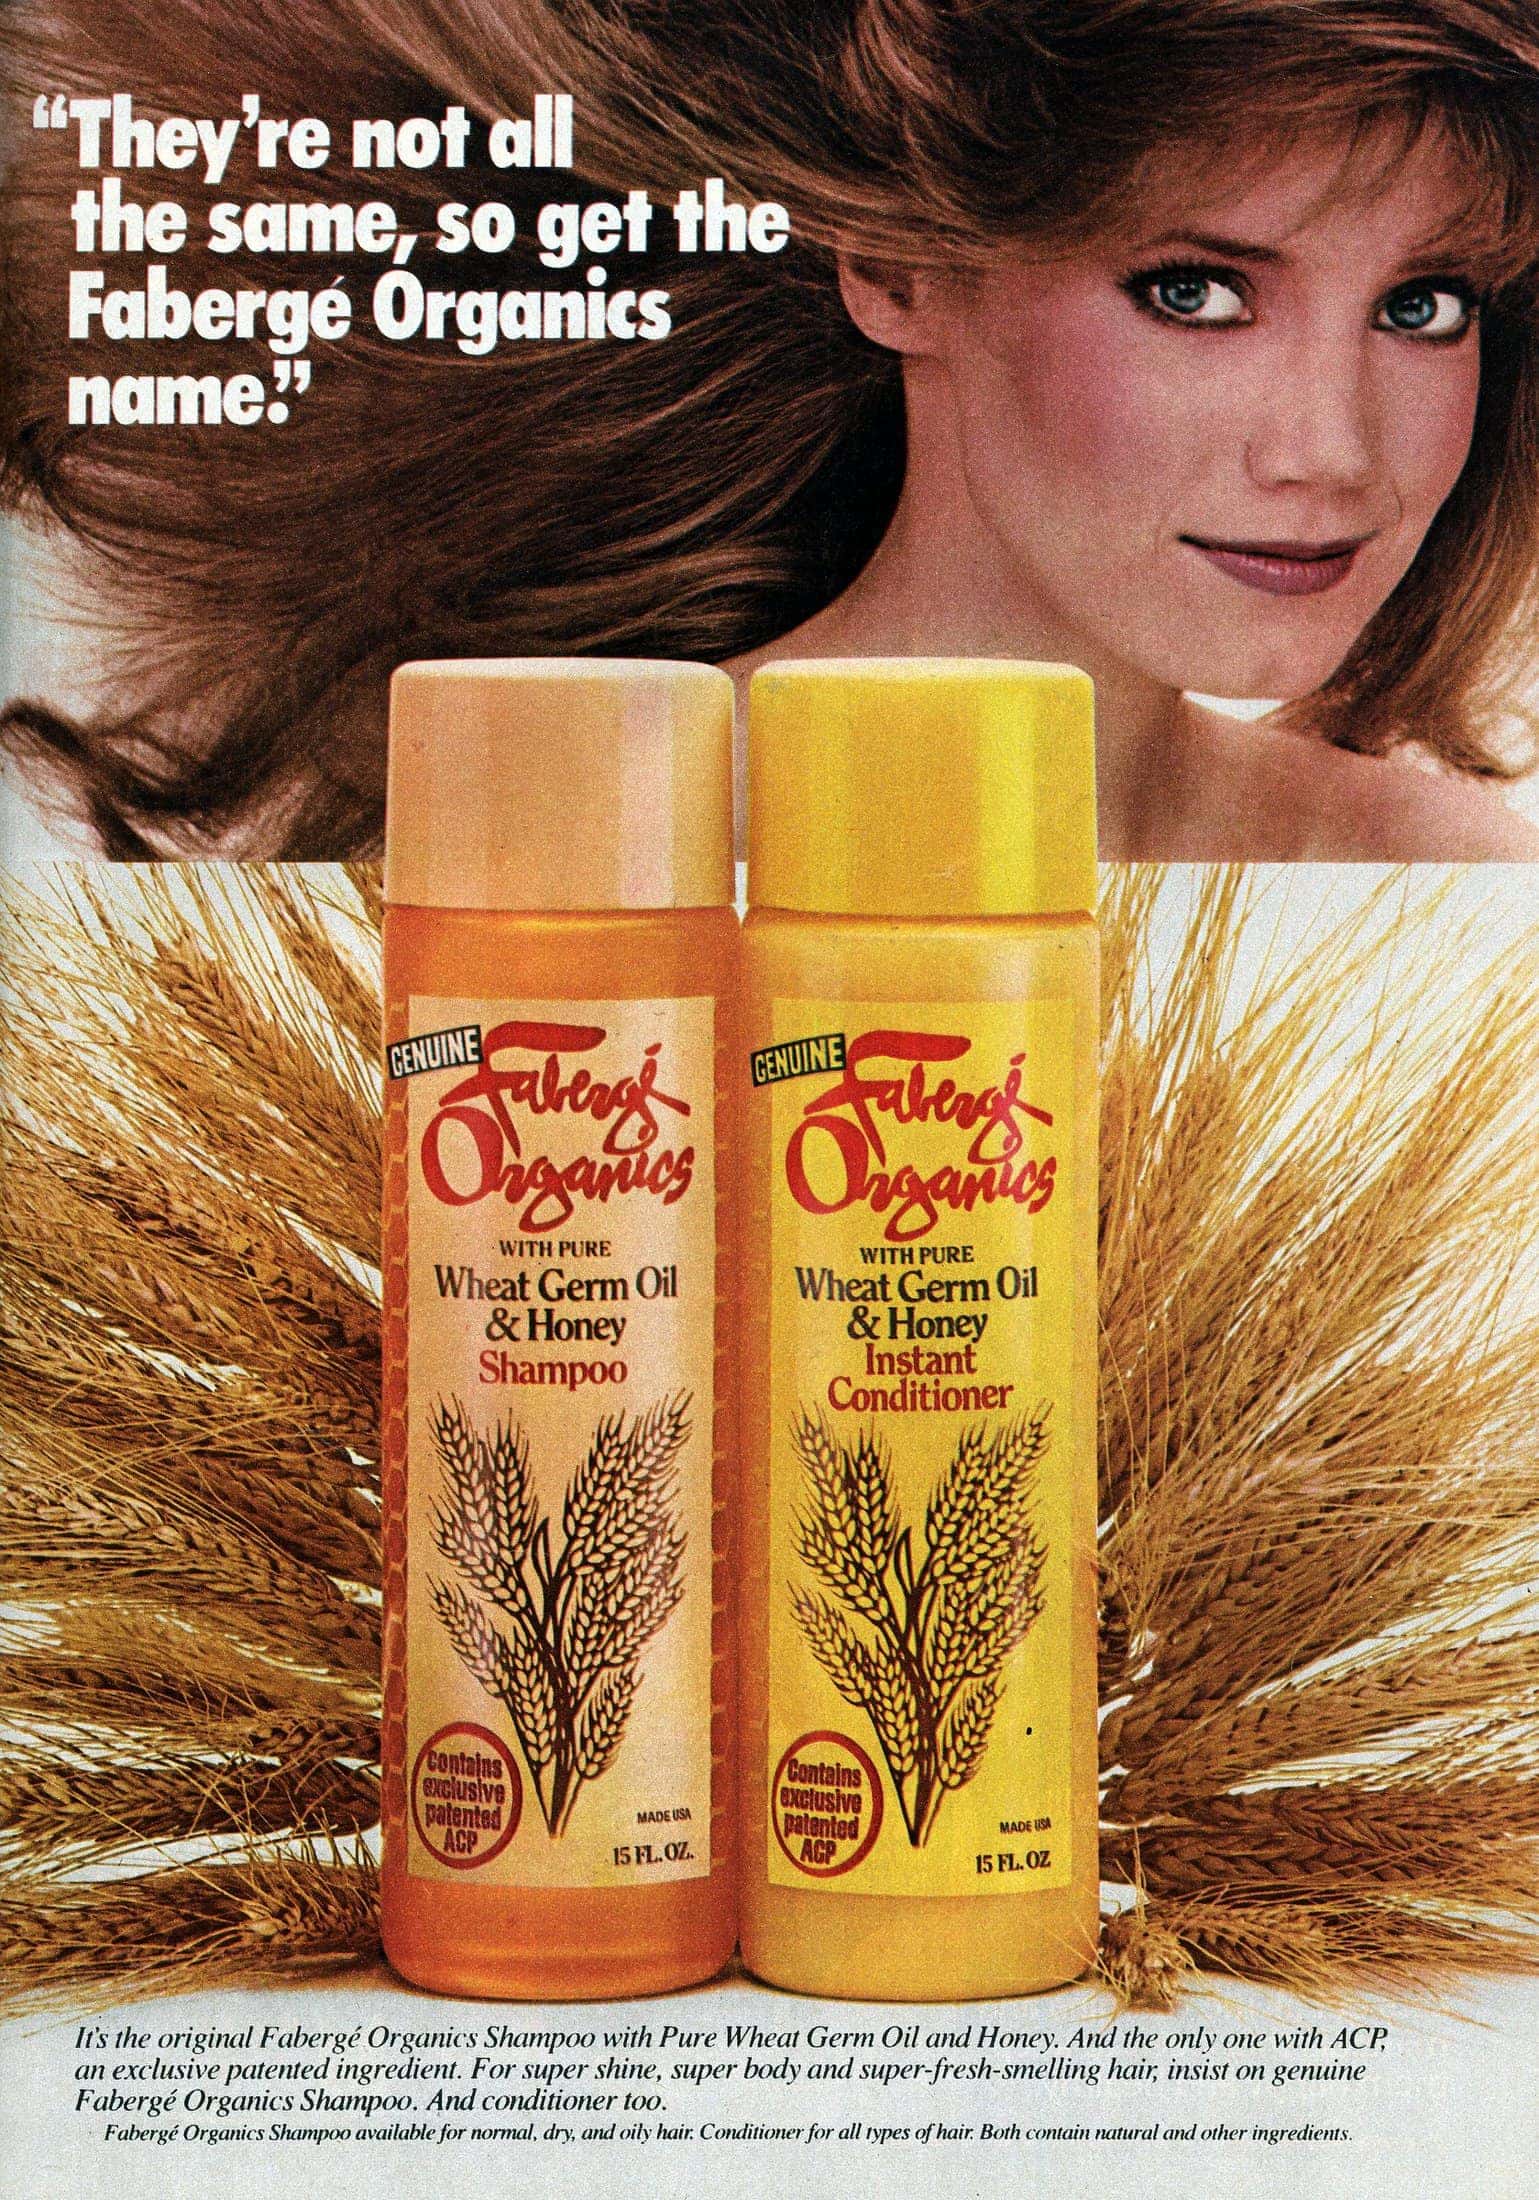 “They’re not all
the same, so get the
Fabergé Organics
name.”
GENUINE
Fabergé
Organics
WITH PURE
Wheat Germ Oil
& Honey
Shampoo
Contains
exclusive
patented
ACP
MADE USA
15 FL. OZ.
GENUINE
Fabergé
Organics
WITH PURE
Wheat Germ Oil
& Honey
Instant
Conditioner
Contains
exclusive
patented
ACP
MADE USA
15 FL. OZ
It's the original Fabergé Organics Shampoo with Pure Wheat Germ Oil and Honey. And the only one with ACP,
an exclusive patented ingredient. For super shine, super body and super-fresh-smelling hair, insist on genuine
Fabergé Organics Shampoo. And conditioner too.
Fabergé Organics Shampoo available for normal, dry, and oily hair. Conditioner for all types of hair. Both contain natural and other ingredients.